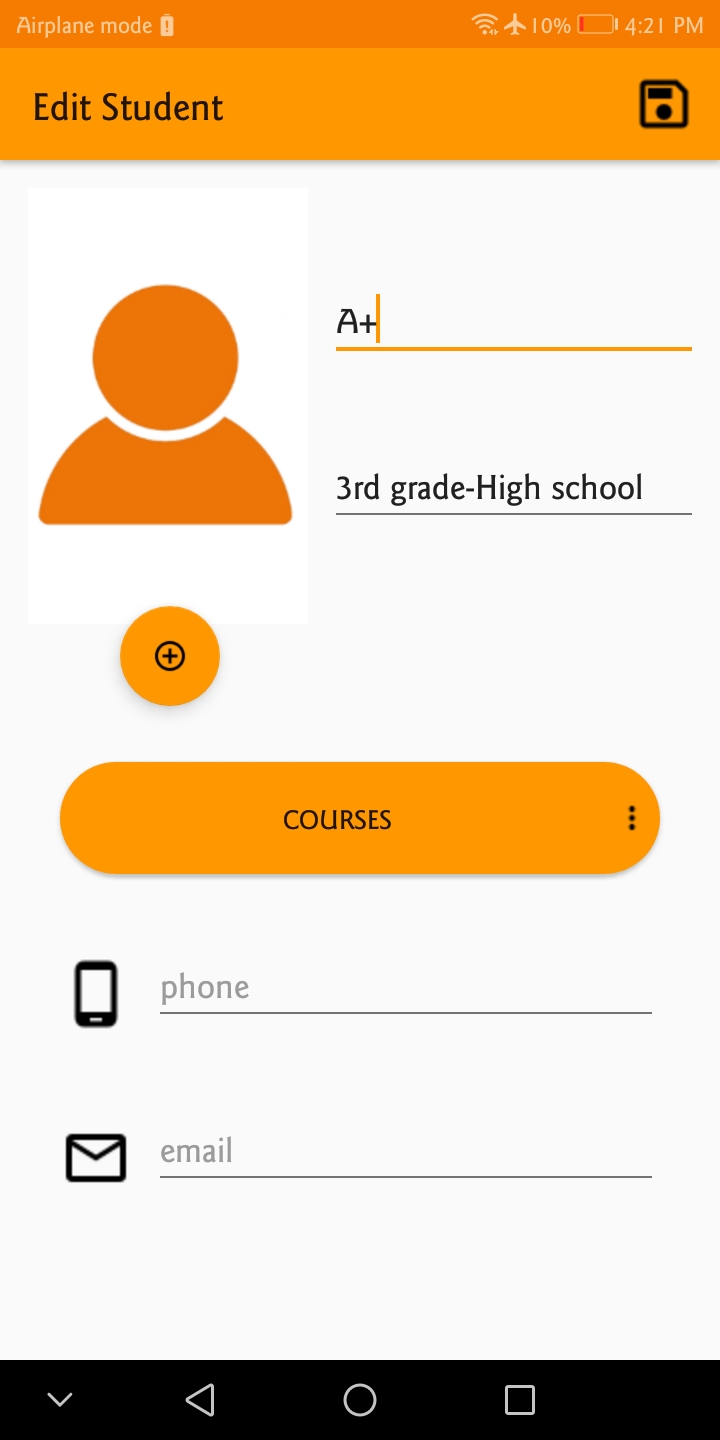 Airplane mode 10% 4:21 PM
Edit Student
A+
3rd grade-High school
COURSES
phone
email